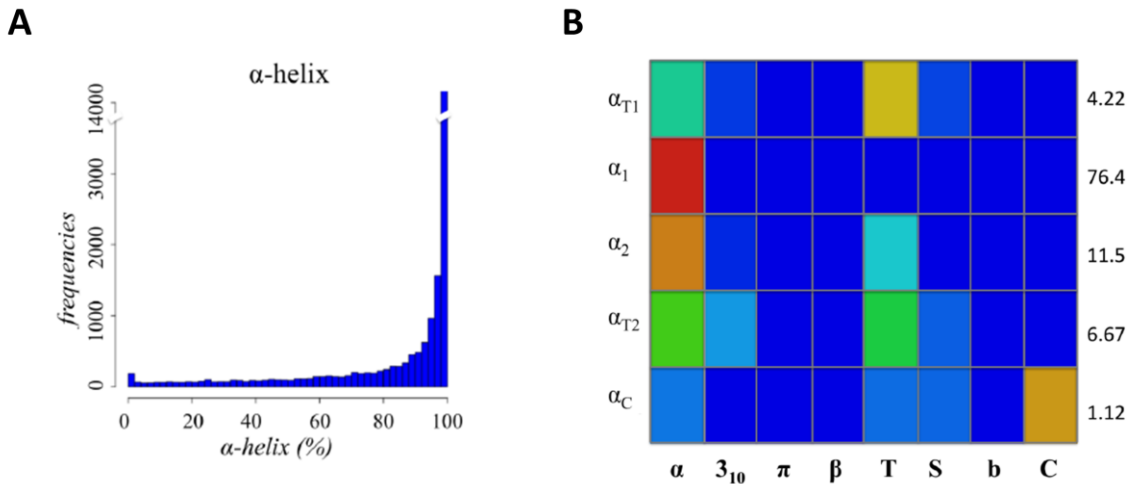 A
B
α-helix
frequencies
14000
3000
2000
1000
0
0 20 40 60 80 100
α-helix (%)
αT1 4.22
α1 76.4
α2 11.5
αT2 6.67
αC 1.12
α 310 π β T S b C